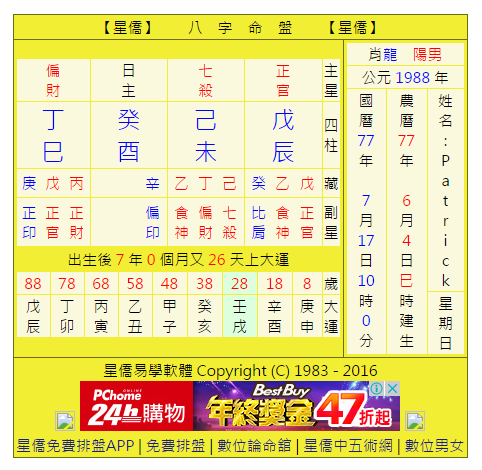 【星僑】 八 字 命 盤 【星僑】
偏財 日主 七殺 正官 主星
丁 癸 己 戊 四柱
巳 酉 未 辰
庚 戊 丙 辛 乙 丁 己 癸 乙 戊 藏
正印 正官 正財 偏印 食神 偏財 七殺 比肩 食神 正官 副星
出生後 7 年 0 個月又 26 天上大運
88 78 68 58 48 38 28 18 8 歲
戊辰 丁卯 丙寅 乙丑 甲子 癸亥 壬戌 辛酉 庚申 大運
肖龍 陽男
公元 1988 年
姓名:Patrick
星期日
農曆77年 6月4日巳時建生
國曆77年 7月17日10時0分
星僑易學軟體 Copyright (C) 1983 - 2016
PChome
ONLINE
24h購物
BestBuy
年終獎金
47折起
星僑免費排盤APP | 免費排盤 | 數位論命舘 | 星僑中五術網 | 數位男女